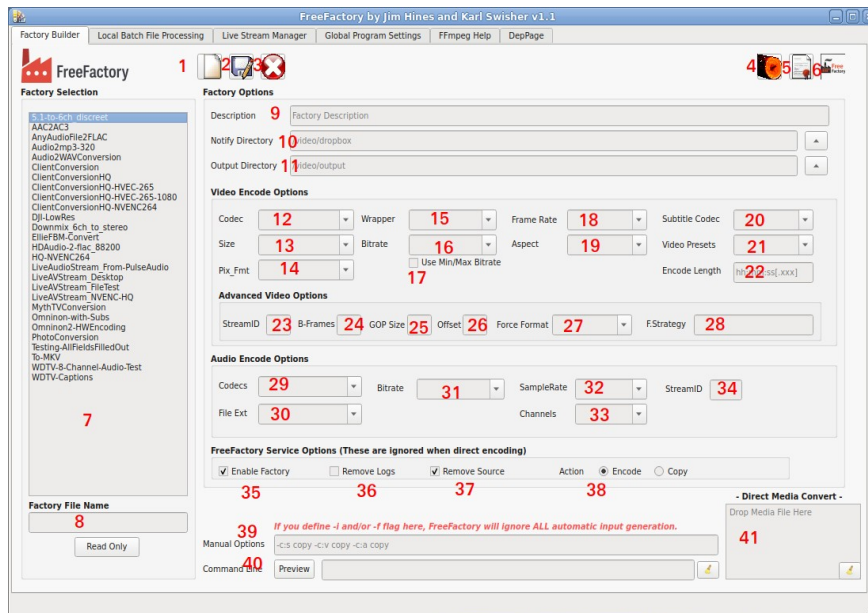 FreeFactory by Jim Hines and Karl Swisher v1.1
Factory Builder
Local Batch File Processing
Live Stream Manager
Global Program Settings
FFmpeg Help
DepPage
FreeFactory
1
2
3
4
5
6
Free
Factory
Factory Selection
5.1-to-6ch_discreet
AAC2AC3
AnyAudioFile2FLAC
Audio2mp3-320
Audio2WAVConversion
ClientConversion
ClientConversionHQ
ClientConversionHQ-HVEC-265
ClientConversionHQ-HVEC-265-1080
ClientConversionHQ-NVENC264
DJI-LowRes
Downmix_6ch_to_stereo
EllieFBM-Convert
HDAudio-2-flac_88200
HQ-NVENC264
LiveAudioStream_From-PulseAudio
LiveAVStream_Desktop
LiveAVStream_FileTest
LiveAVStream_NVENC-HQ
MythTVConversion
Omninon-with-Subs
Omninon2-HWEncoding
PhotoConversion
Testing-AllFieldsFilledOut
To-MKV
WDTV-8-Channel-Audio-Test
WDTV-Captions
7
Factory File Name
8
Read Only
Factory Options
Description 9 Factory Description
Notify Directory 10 /video/dropbox
Output Directory 11 /video/output
Video Encode Options
Codec 12 Wrapper 15 Frame Rate 18 Subtitle Codec 20
Size 13 Bitrate 16 Aspect 19 Video Presets 21
Pix_Fmt 14 Use Min/Max Bitrate 17 Encode Length 22 :ss[.xxx]
Advanced Video Options
StreamID 23 B-Frames 24 GOP Size 25 Offset 26 Force Format 27 F.Strategy 28
Audio Encode Options
Codecs 29 Bitrate 31 SampleRate 32 StreamID 34
File Ext 30 Channels 33
FreeFactory Service Options (These are ignored when direct encoding)
Enable Factory Remove Logs Remove Source Action Encode Copy
35 36 37 38
39 If you define -i and/or -f flag here, FreeFactory will ignore ALL automatic input generation.
Manual Options -c:s copy -c:v copy -c:a copy
Command Line 40 Preview
- Direct Media Convert -
Drop Media File Here
41